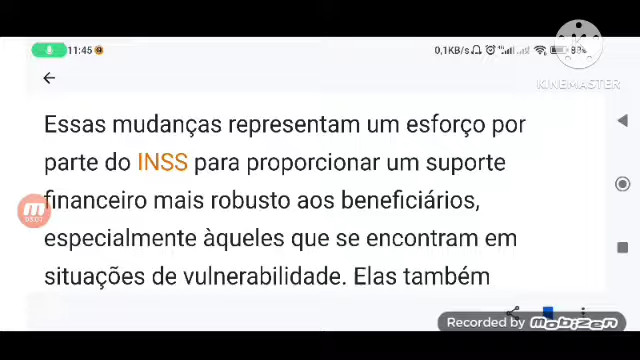 11:45
0,1KB/s
88%
KINEMASTER
Essas mudanças representam um esforço por
parte do INSS para proporcionar um suporte
financeiro mais robusto aos beneficiários,
especialmente àqueles que se encontram em
situações de vulnerabilidade. Elas também
Recorded by mobizen